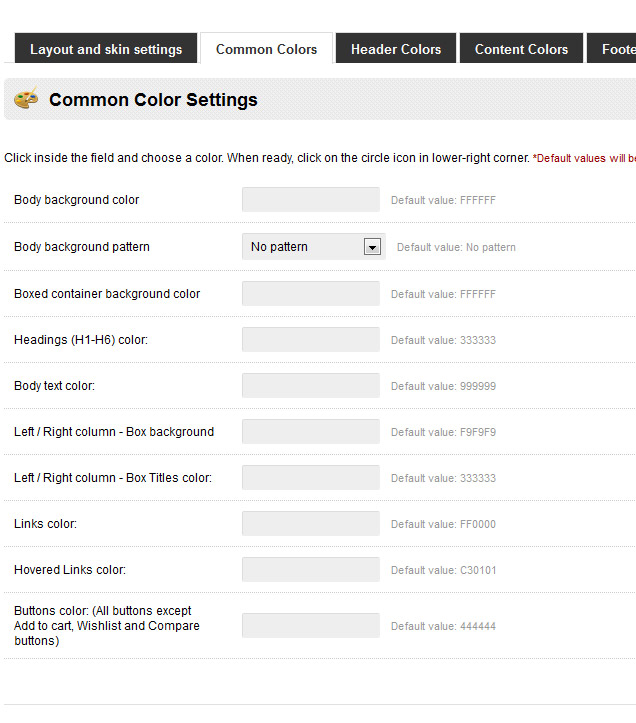 Layout and skin settings Common Colors Header Colors Content Colors Foote
Common Color Settings
Click inside the field and choose a color. When ready, click on the circle icon in lower-right corner. *Default values will be
Body background color Default value: FFFFFF
Body background pattern No pattern Default value: No pattern
Boxed container background color Default value: FFFFFF
Headings (H1-H6) color: Default value: 333333
Body text color: Default value: 999999
Left / Right column - Box background Default value: F9F9F9
Left / Right column - Box Titles color: Default value: 333333
Links color: Default value: FF0000
Hovered Links color: Default value: C30101
Buttons color: (All buttons except
Add to cart, Wishlist and Compare Default value: 444444
buttons)